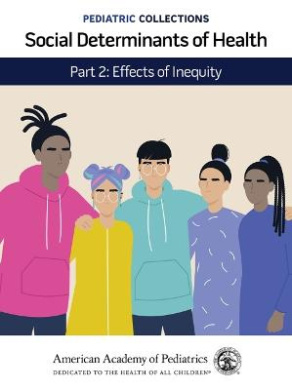 PEDIATRIC COLLECTIONS
Social Determinants of Health
Part 2: Effects of Inequity
American Academy of Pediatrics
DEDICATED TO THE HEALTH OF ALL CHILDREN®